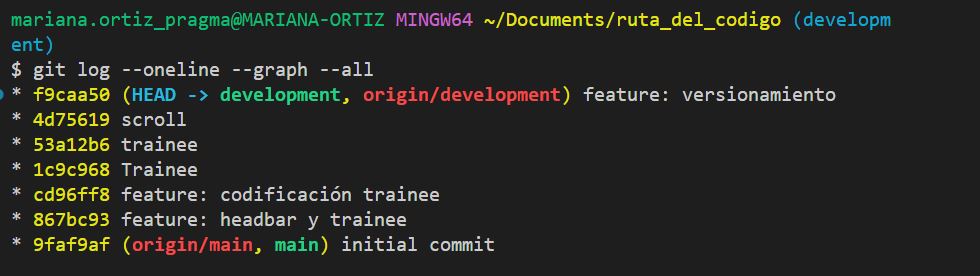 mariana.ortiz_pragma@MARIANA-ORTIZ MINGW64 ~/Documents/ruta_del_codigo (developm
ent)
$ git log --oneline --graph --all
* f9caa50 (HEAD -> development, origin/development) feature: versionamiento
* 4d75619 scroll
* 53a12b6 trainee
* 1c9c968 Trainee
* cd96ff8 feature: codificación trainee
* 867bc93 feature: headbar y trainee
* 9faf9af (origin/main, main) initial commit